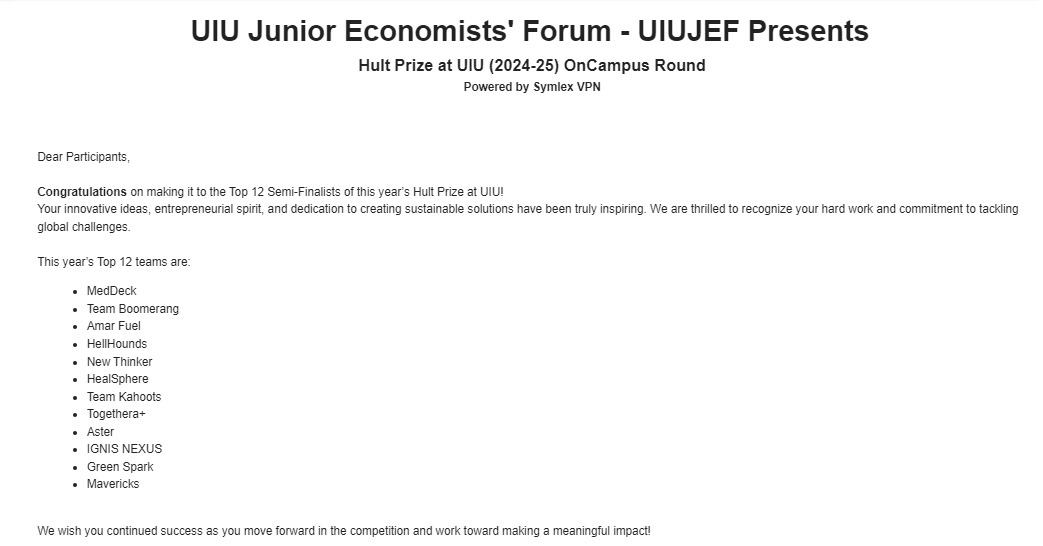 UIU Junior Economists' Forum - UIUJEF Presents
Hult Prize at UIU (2024-25) OnCampus Round
Powered by Symlex VPN
Dear Participants,
Congratulations on making it to the Top 12 Semi-Finalists of this year’s Hult Prize at UIU!
Your innovative ideas, entrepreneurial spirit, and dedication to creating sustainable solutions have been truly inspiring. We are thrilled to recognize your hard work and commitment to tackling
global challenges.
This year’s Top 12 teams are:
• MedDeck
• Team Boomerang
• Amar Fuel
• HellHounds
• New Thinker
• HealSphere
• Team Kahoots
• Togethera+
• Aster
• IGNIS NEXUS
• Green Spark
• Mavericks
We wish you continued success as you move forward in the competition and work toward making a meaningful impact!